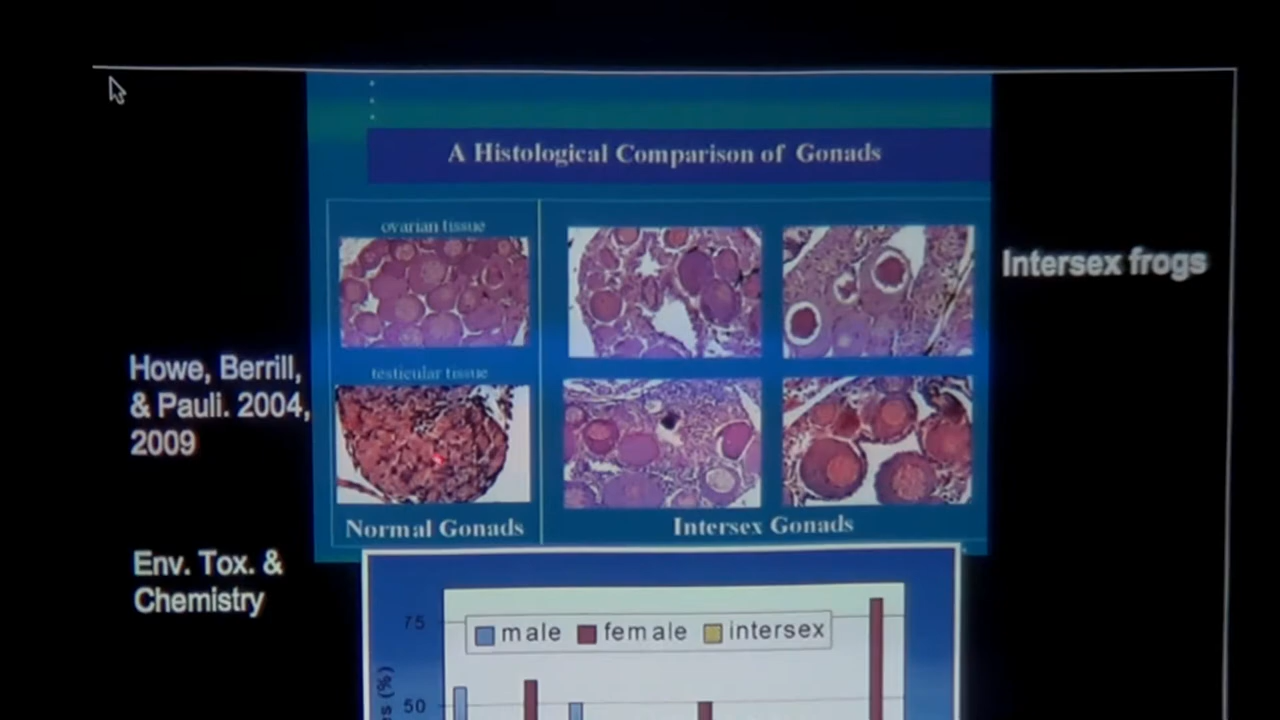 A Histological Comparison of Gonads
ovarian tissue
Intersex frogs
Howe, Berrill,
& Pauli. 2004,
2009
testicular tissue
Normal Gonads
Intersex Gonads
Env. Tox. &
Chemistry
75
male female intersex
50
(%)